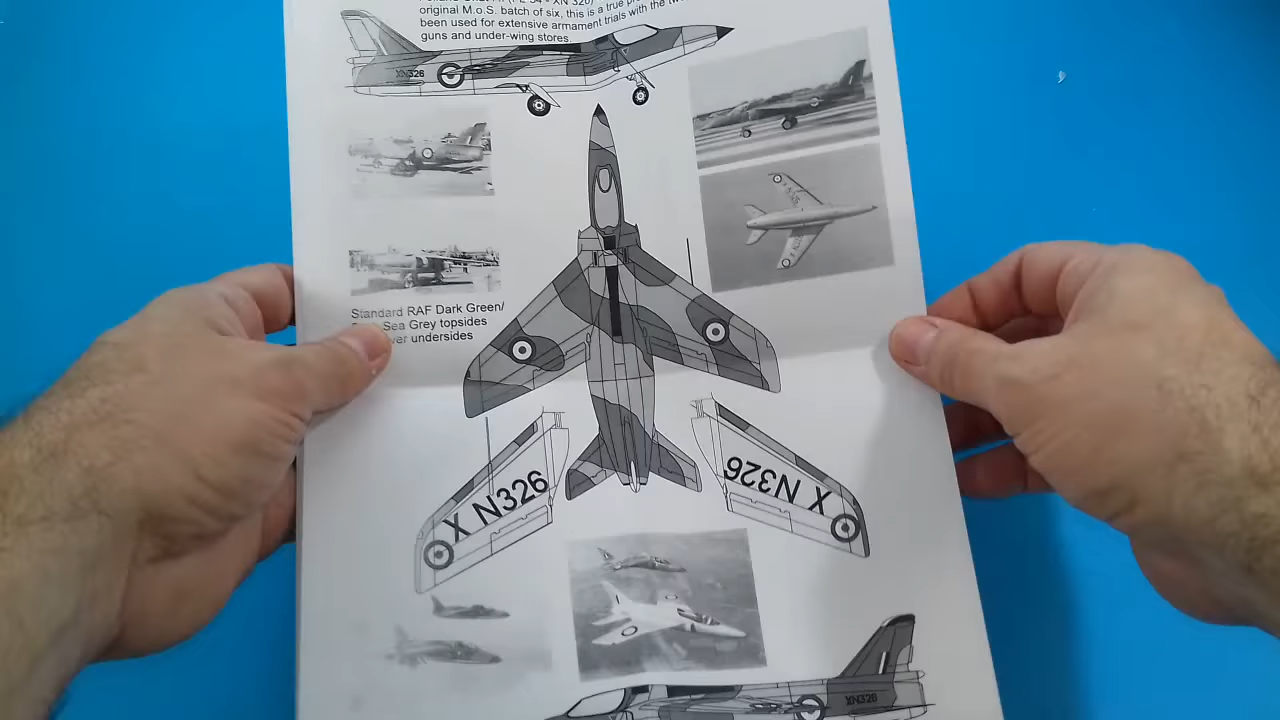 original M.o.S. batch of six, this is a true
been used for extensive armament trials with the
guns and under-wing stores.
XN326
Standard RAF Dark Green/
Sea Grey topsides
undersides
X N326
X N326
XN326